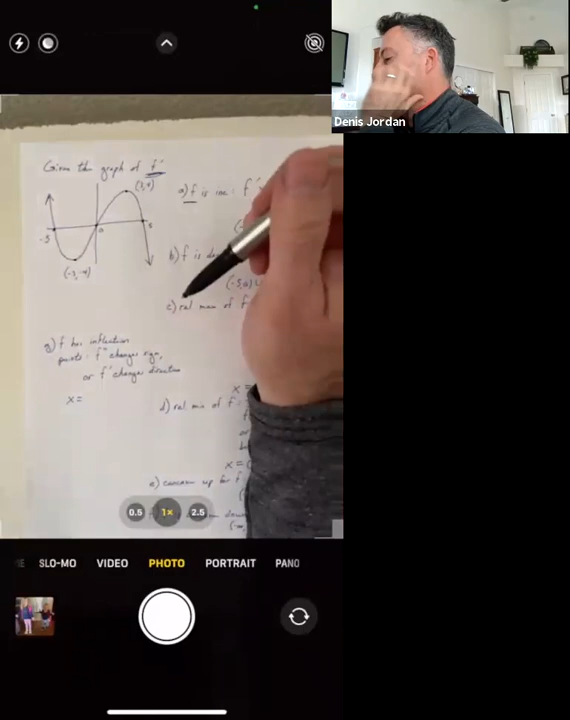 Denis Jordan
Given the graph of f'
(3,4)
a) f is inc: f'
-5
0
(-3,-4)
b) f is dec
(-5,0) U
c) rel max of f
g) f has inflection
points: f" changes sign,
or f' changes direction
x=
x=
d) rel min of f:
or
x=
e) concave up for f
0.5 1x 2.5
SLO-MO VIDEO PHOTO PORTRAIT PANO